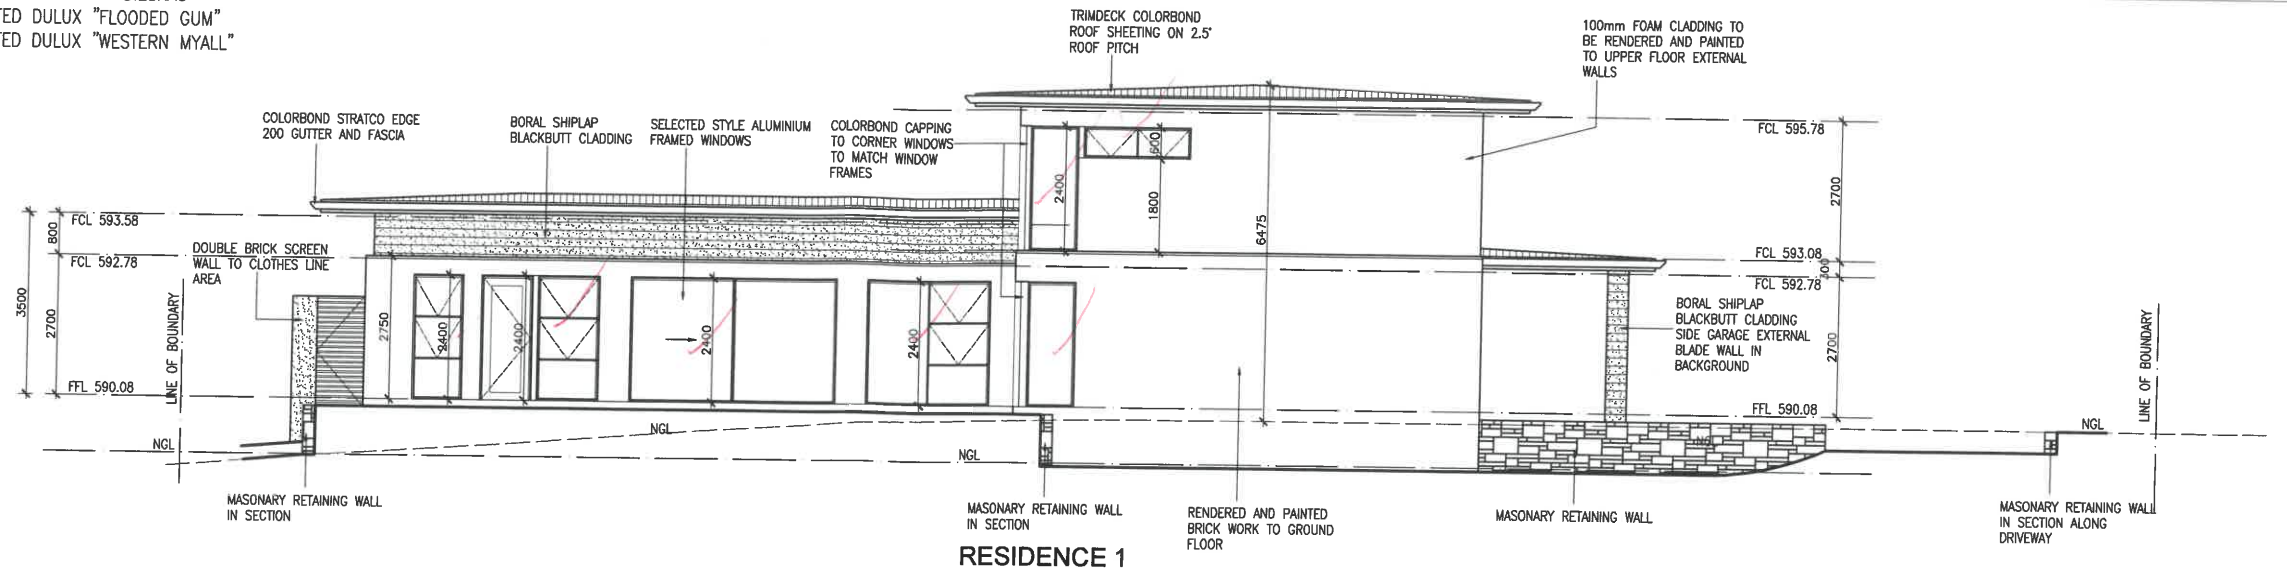 TED DULUX "FLOODED GUM"
TED DULUX "WESTERN MYALL"
TRIMDECK COLORBOND
ROOF SHEETING ON 2.5°
ROOF PITCH
100mm FOAM CLADDING TO
BE RENDERED AND PAINTED
TO UPPER FLOOR EXTERNAL
WALLS
COLORBOND STRATCO EDGE
200 GUTTER AND FASCIA
BORAL SHIPLAP
BLACKBUTT CLADDING
SELECTED STYLE ALUMINIUM
FRAMED WINDOWS
COLORBOND CAPPING
TO CORNER WINDOWS
TO MATCH WINDOW
FRAMES
FCL 595.78
600
2400
1800
2700
6475
FCL 593.58
800
DOUBLE BRICK SCREEN
WALL TO CLOTHES LINE
AREA
FCL 592.78
FCL 593.08
300
FCL 592.78
3500
2700
LINE OF BOUNDARY
2750
2400
2400
2400
2400
BORAL SHIPLAP
BLACKBUTT CLADDING
SIDE GARAGE EXTERNAL
BLADE WALL IN
BACKGROUND
2700
LINE OF BOUNDARY
FFL 590.08
FFL 590.08
NGL
NGL
NGL
NGL
NGL
MASONARY RETAINING WALL
IN SECTION
MASONARY RETAINING WALL
IN SECTION
RENDERED AND PAINTED
BRICK WORK TO GROUND
FLOOR
MASONARY RETAINING WALL
MASONARY RETAINING WALL
IN SECTION ALONG
DRIVEWAY
RESIDENCE 1